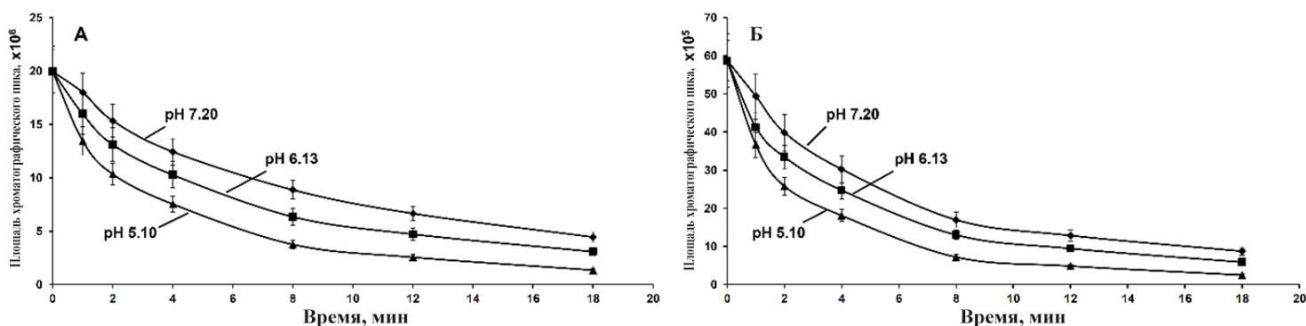 Площадь хроматографического пика, x10⁶
25
20
15
10
5
0
А
pH 7.20
pH 6.13
pH 5.10
0 2 4 6 8 10 12 14 16 18 20
Время, мин
Площадь хроматографического пика, x10⁵
70
60
50
40
30
20
10
0
Б
pH 7.20
pH 6.13
pH 5.10
0 2 4 6 8 10 12 14 16 18 20
Время, мин